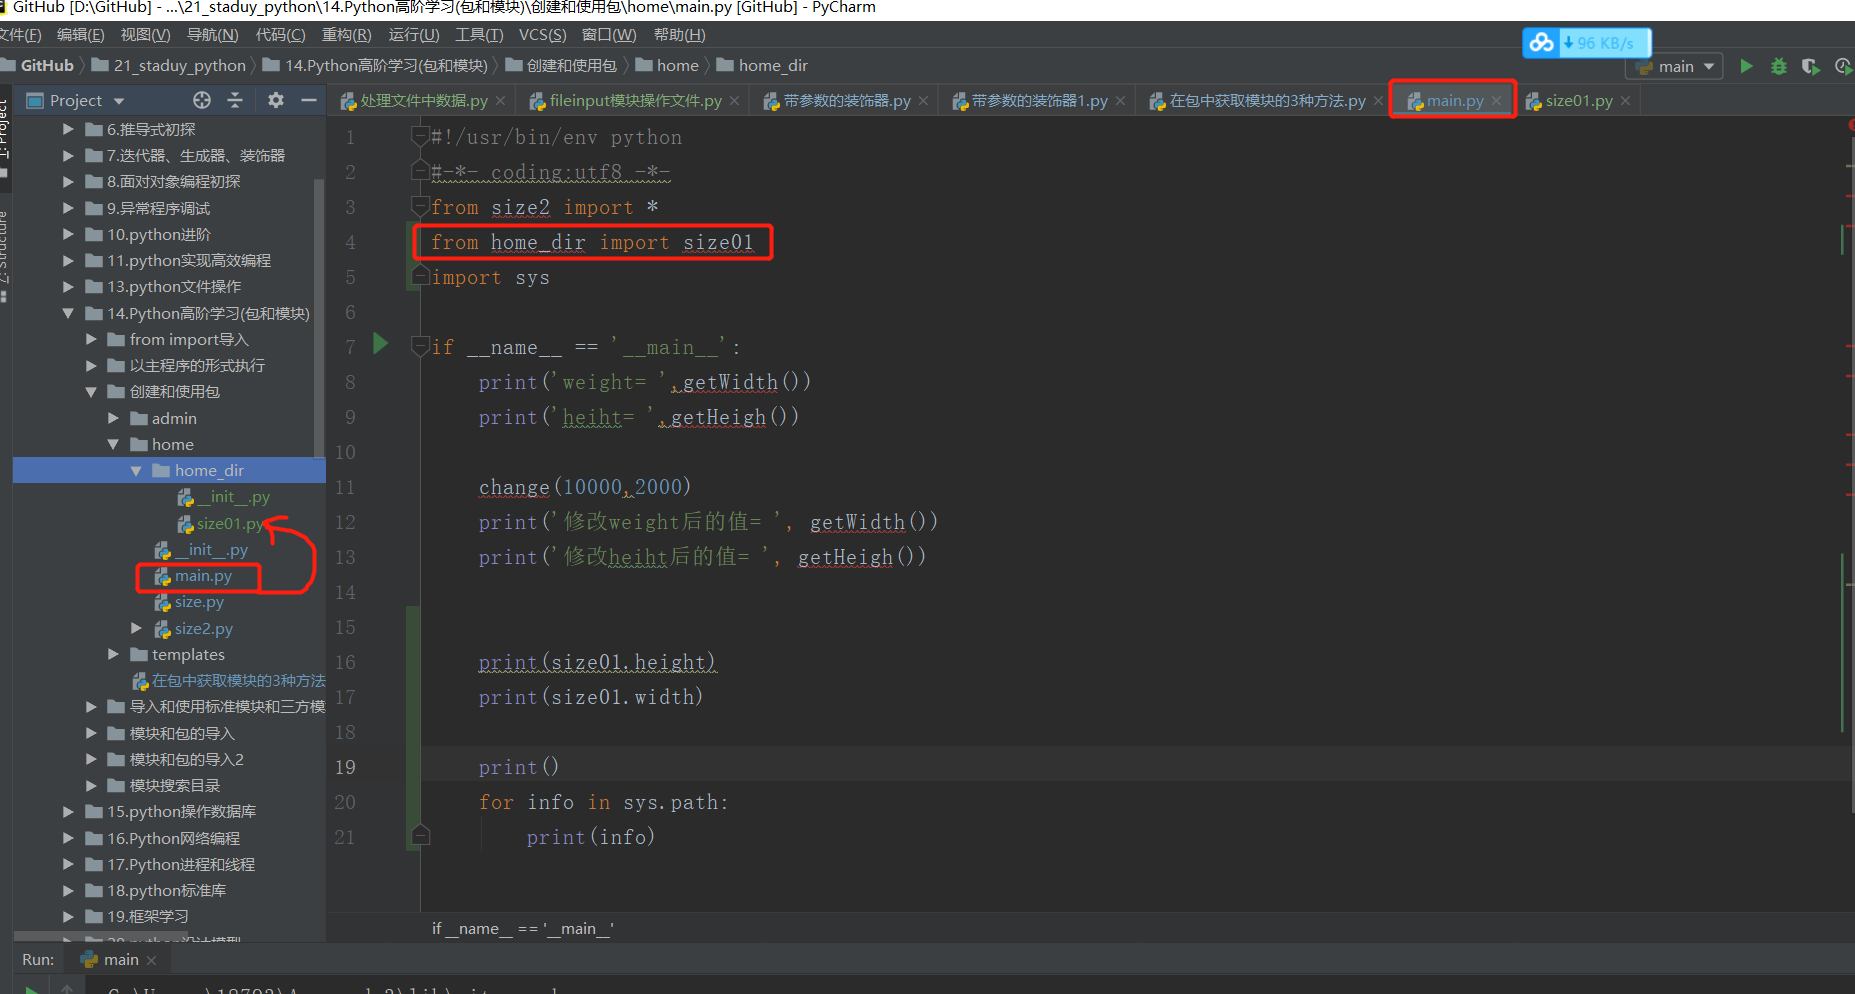 GitHub [D:\GitHub] - ...\21_staduy_python\14.Python高阶学习(包和模块)\创建和使用包\home\main.py [GitHub] - PyCharm
文件(F) 编辑(E) 视图(V) 导航(N) 代码(C) 重构(R) 运行(U) 工具(T) VCS(S) 窗口(W) 帮助(H)
96 KB/s
GitHub 21_staduy_python 14.Python高阶学习(包和模块) 创建和使用包 home home_dir
main
Project
处理文件中数据.py fileinput模块操作文件.py 带参数的装饰器.py 带参数的装饰器1.py 在包中获取模块的3种方法.py main.py size01.py
1: Project
Z: Structure
6.推导式初探
7.迭代器、生成器、装饰器
8.面对对象编程初探
9.异常程序调试
10.python进阶
11.python实现高效编程
13.python文件操作
14.Python高阶学习(包和模块)
from import导入
以主程序的形式执行
创建和使用包
admin
home
home_dir
__init__.py
size01.py
__init__.py
main.py
size.py
size2.py
templates
在包中获取模块的3种方法
导入和使用标准模块和三方模
模块和包的导入
模块和包的导入2
模块搜索目录
15.python操作数据库
16.Python网络编程
17.Python进程和线程
18.python标准库
19.框架学习
20.python设计模型
1 #!/usr/bin/env python
2 #-*- coding:utf8 -*-
3 from size2 import *
4 from home_dir import size01
5 import sys
6
7 if __name__ == '__main__':
8 print('weight= ',getWidth())
9 print('heiht= ',getHeigh())
10
11 change(10000,2000)
12 print('修改weight后的值= ', getWidth())
13 print('修改heiht后的值= ', getHeigh())
14
15
16 print(size01.height)
17 print(size01.width)
18
19 print()
20 for info in sys.path:
21 print(info)
if __name__ == '__main__'
Run: main